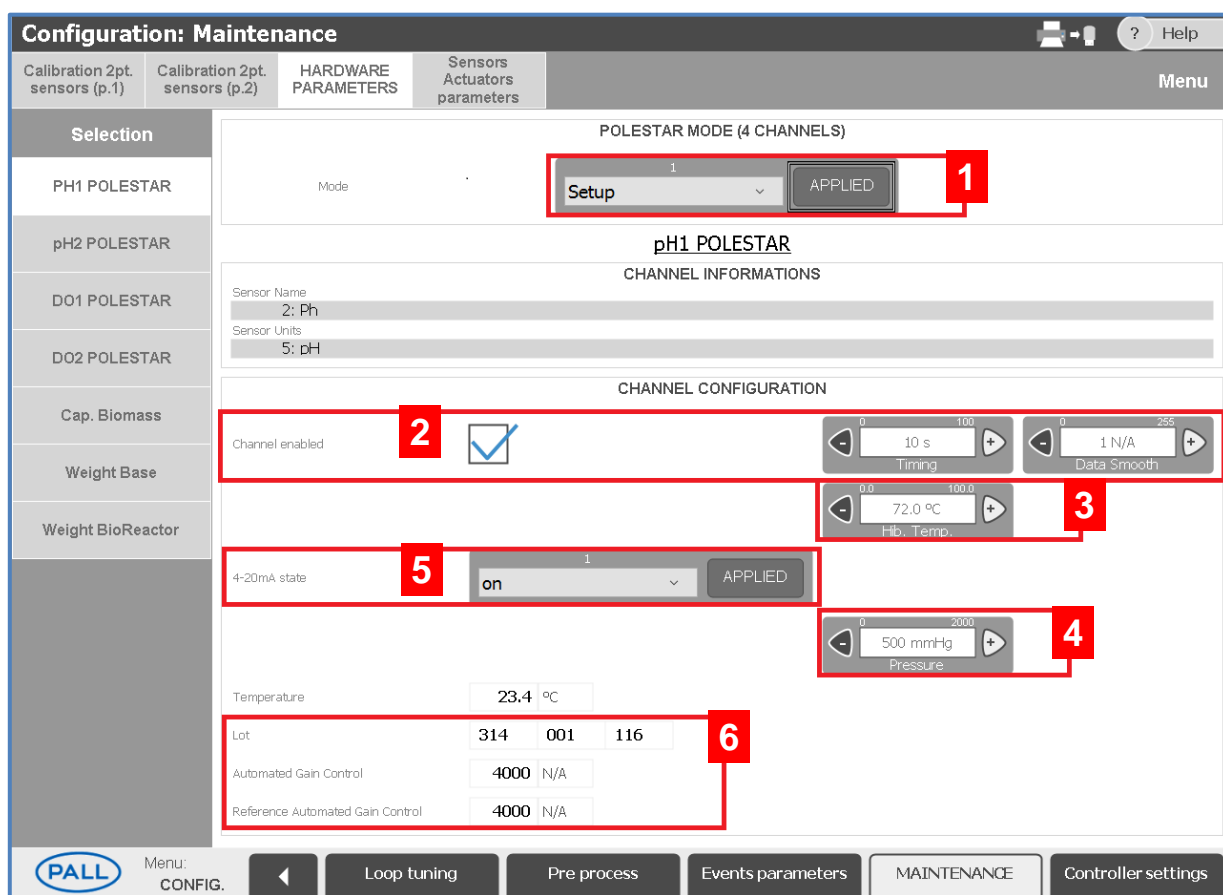 Configuration: Maintenance
? Help
Calibration 2pt. sensors (p.1)
Calibration 2pt. sensors (p.2)
HARDWARE PARAMETERS
Sensors Actuators parameters
Menu
Selection
PH1 POLESTAR
pH2 POLESTAR
DO1 POLESTAR
DO2 POLESTAR
Cap. Biomass
Weight Base
Weight BioReactor
POLESTAR MODE (4 CHANNELS)
Mode
.
1
Setup
APPLIED
1
pH1 POLESTAR
CHANNEL INFORMATIONS
Sensor Name
2: Ph
Sensor Units
5: pH
CHANNEL CONFIGURATION
Channel enabled
2
0 100
- 10 s +
Timing
0 255
- 1 N/A +
Data Smooth
0.0 100.0
- 72.0 ºC +
Hib. Temp.
3
4-20mA state
5
1
on
APPLIED
0 2000
- 500 mmHg +
Pressure
4
Temperature 23.4 ºC
Lot 314 001 116
6
Automated Gain Control 4000 N/A
Reference Automated Gain Control 4000 N/A
PALL
Menu:
CONFIG.
Loop tuning
Pre process
Events parameters
MAINTENANCE
Controller settings